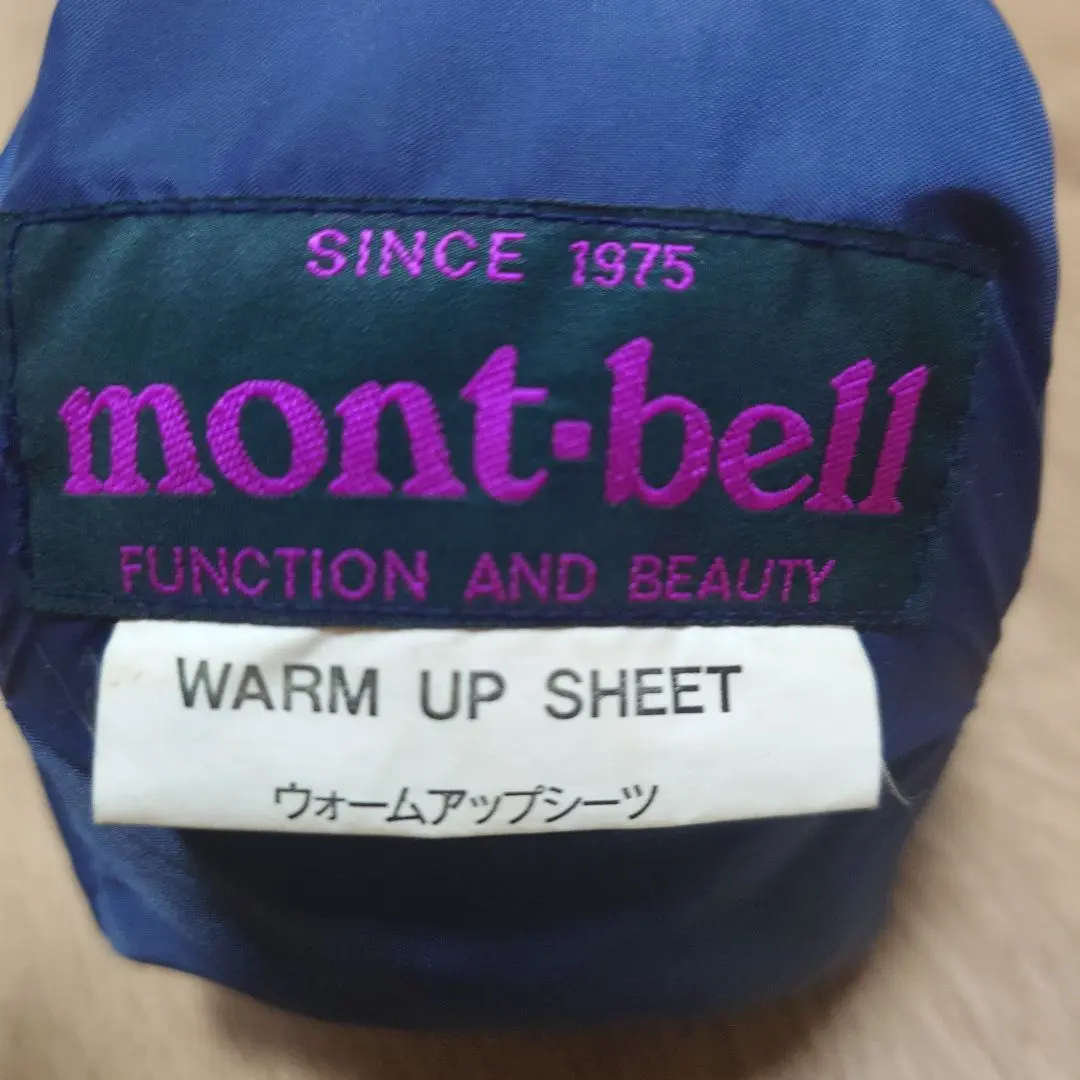 SINCE 1975
mont·bell
FUNCTION AND BEAUTY
WARM UP SHEET
ウォームアップシーツ